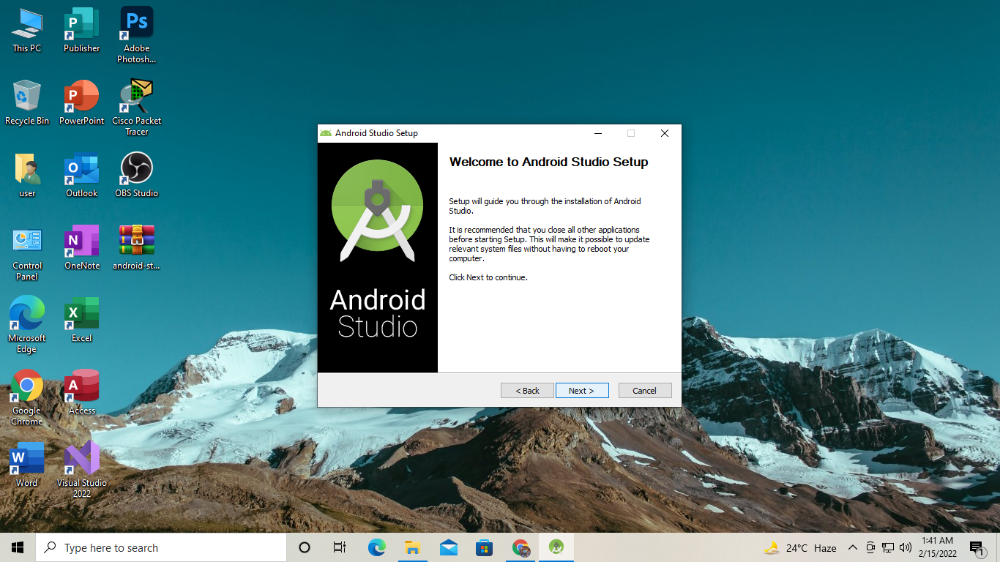 This PC
Publisher
Adobe
Photosh...
Recycle Bin
PowerPoint
Cisco Packet
Tracer
user
Outlook
OBS Studio
Control
Panel
OneNote
android-st...
Microsoft
Edge
Excel
Google
Chrome
Access
Word
Visual Studio
2022
Android Studio Setup
Android
Studio
Welcome to Android Studio Setup
Setup will guide you through the installation of Android
Studio.
It is recommended that you close all other applications
before starting Setup. This will make it possible to update
relevant system files without having to reboot your
computer.
Click Next to continue.
< Back
Next >
Cancel
Type here to search
24°C Haze
1:41 AM
2/15/2022
1